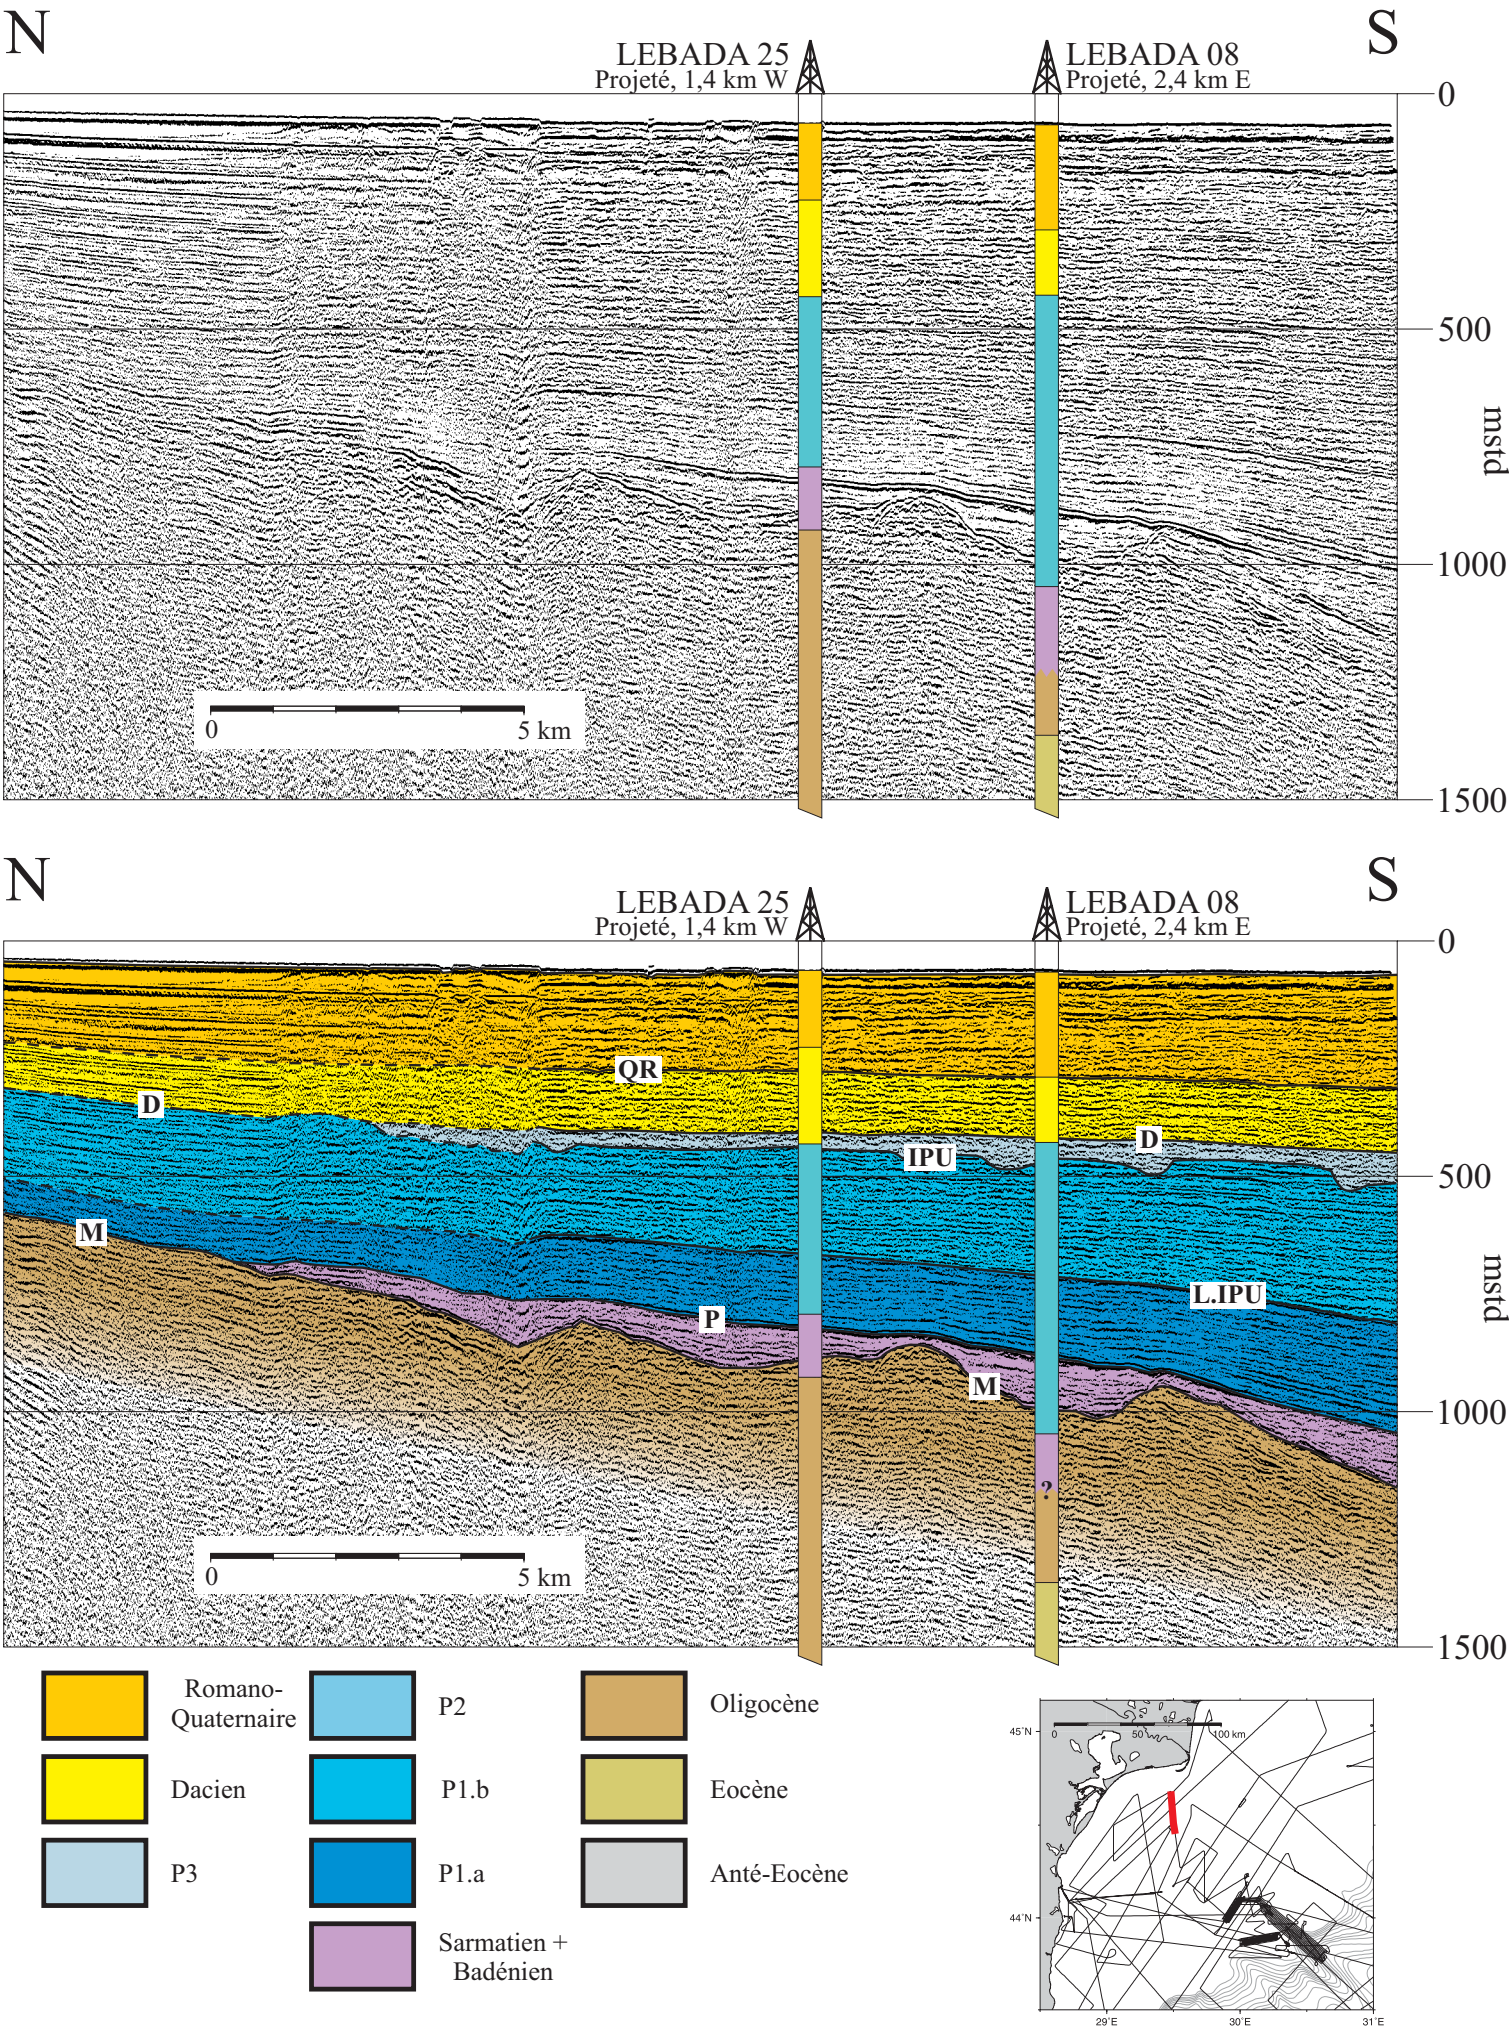 N
S
LEBADA 25
Projeté, 1,4 km W
LEBADA 08
Projeté, 2,4 km E
0
500
mstd
1000
1500
0 5 km
N
S
LEBADA 25
Projeté, 1,4 km W
LEBADA 08
Projeté, 2,4 km E
0
QR
D
D
IPU
500
M
mstd
L.IPU
P
M
1000
?
1500
0 5 km
Romano-
Quaternaire
Dacien
P3
P2
P1.b
P1.a
Sarmatien +
Badénien
Oligocène
Eocène
Anté-Eocène
45°N
0 50 100 km
44°N
29°E 30°E 31°E